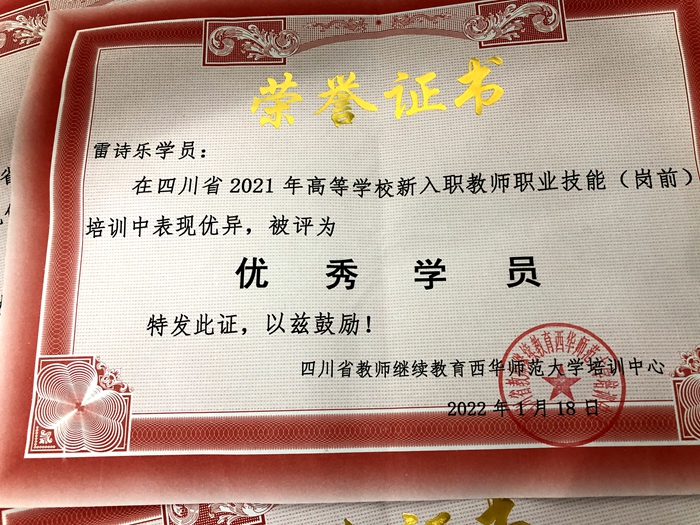 荣誉证书
雷诗乐学员：
在四川省2021年高等学校新入职教师职业技能（岗前）
培训中表现优异，被评为
优秀学员
特发此证，以兹鼓励！
四川省教师继续教育西华师范大学培训中心
2022年1月18日